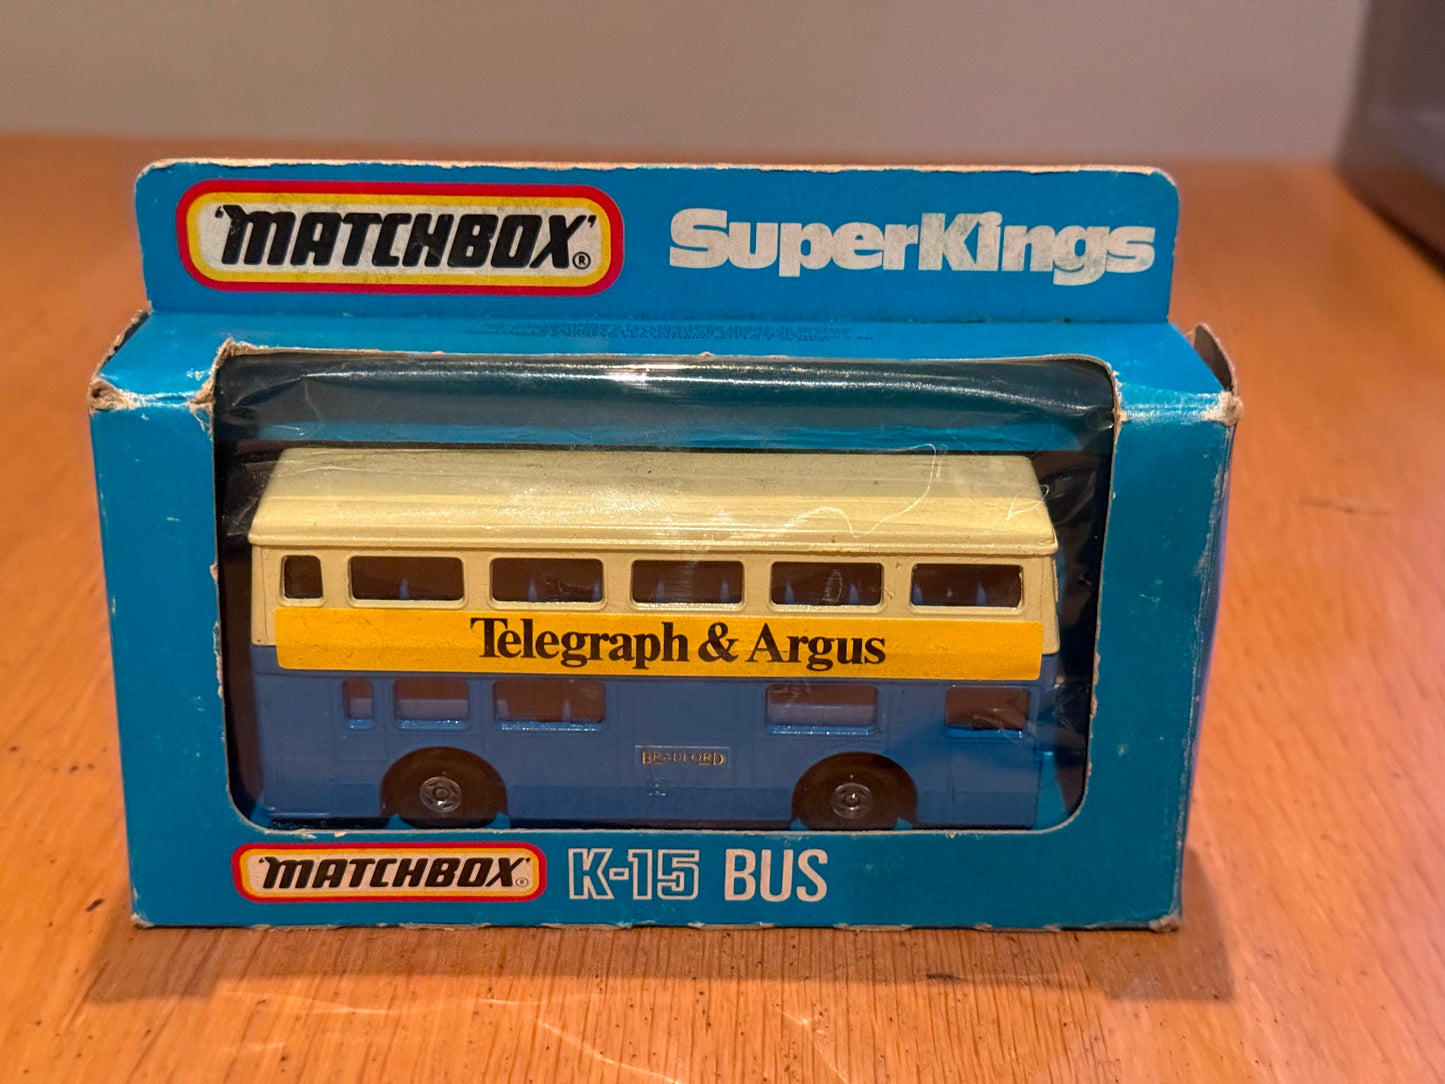 'MATCHBOX'®
SuperKings
Telegraph & Argus
BRADFORD
'MATCHBOX'® K-15 BUS